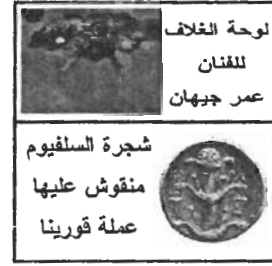 لوحة الغلاف
للفنان
عمر جيهان
شجرة السلفيوم
منقوش عليها
عملة قورينا